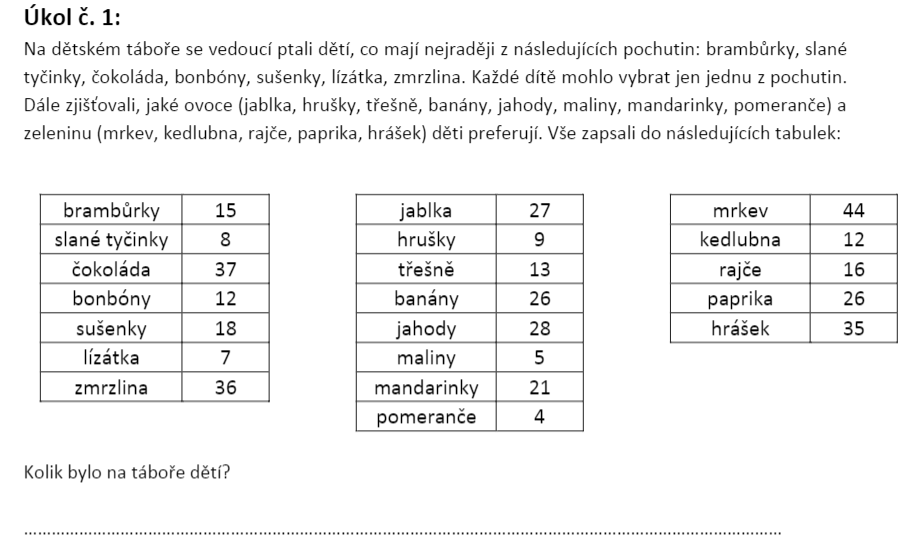 Úkol č. 1:
Na dětském táboře se vedoucí ptali dětí, co mají nejraději z následujících pochutin: brambůrky, slané
tyčinky, čokoláda, bonbóny, sušenky, lízátka, zmrzlina. Každé dítě mohlo vybrat jen jednu z pochutin.
Dále zjišťovali, jaké ovoce (jablka, hrušky, třešně, banány, jahody, maliny, mandarinky, pomeranče) a
zeleninu (mrkev, kedlubna, rajče, paprika, hrášek) děti preferují. Vše zapsali do následujících tabulek:
brambůrky 15
slané tyčinky 8
čokoláda 37
bonbóny 12
sušenky 18
lízátka 7
zmrzlina 36
jablka 27
hrušky 9
třešně 13
banány 26
jahody 28
maliny 5
mandarinky 21
pomeranče 4
mrkev 44
kedlubna 12
rajče 16
paprika 26
hrášek 35
Kolik bylo na táboře dětí?